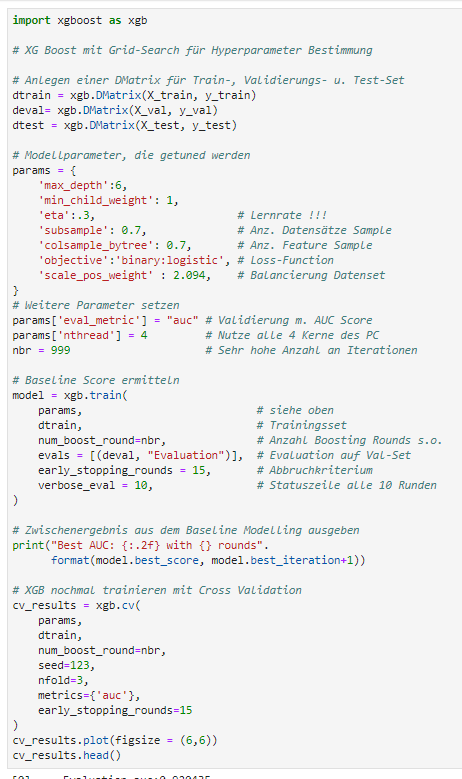 import xgboost as xgb

# XG Boost mit Grid-Search für Hyperparameter Bestimmung

# Anlegen einer DMatrix für Train-, Validierungs- u. Test-Set
dtrain = xgb.DMatrix(X_train, y_train)
deval= xgb.DMatrix(X_val, y_val)
dtest = xgb.DMatrix(X_test, y_test)

# Modellparameter, die getuned werden
params = {
    'max_depth':6,
    'min_child_weight': 1,
    'eta':.3,                 # Lernrate !!!
    'subsample': 0.7,         # Anz. Datensätze Sample
    'colsample_bytree': 0.7,  # Anz. Feature Sample
    'objective':'binary:logistic', # Loss-Function
    'scale_pos_weight' : 2.094,    # Balancierung Datenset
}
# Weitere Parameter setzen
params['eval_metric'] = "auc" # Validierung m. AUC Score
params['nthread'] = 4         # Nutze alle 4 Kerne des PC
nbr = 999                     # Sehr hohe Anzahl an Iterationen

# Baseline Score ermitteln
model = xgb.train(
    params,                         # siehe oben
    dtrain,                         # Trainingsset
    num_boost_round=nbr,            # Anzahl Boosting Rounds s.o.
    evals = [(deval, "Evaluation")],  # Evaluation auf Val-Set
    early_stopping_rounds = 15,     # Abbruchkriterium
    verbose_eval = 10,              # Statuszeile alle 10 Runden
)

# Zwischenergebnis aus dem Baseline Modelling ausgeben
print("Best AUC: {:.2f} with {} rounds".
      format(model.best_score, model.best_iteration+1))

# XGB nochmal trainieren mit Cross Validation
cv_results = xgb.cv(
    params,
    dtrain,
    num_boost_round=nbr,
    seed=123,
    nfold=3,
    metrics={'auc'},
    early_stopping_rounds=15
)
cv_results.plot(figsize = (6,6))
cv_results.head()